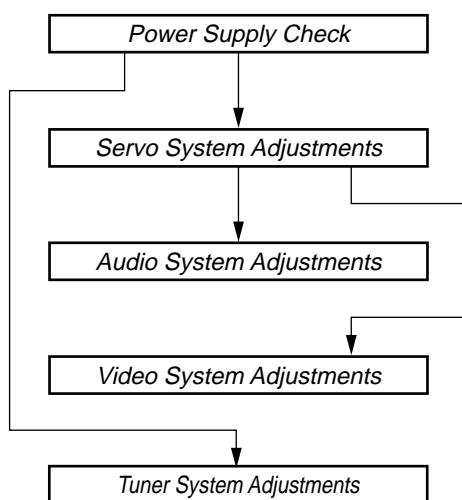 Power Supply Check
Servo System Adjustments
Audio System Adjustments
Video System Adjustments
Tuner System Adjustments